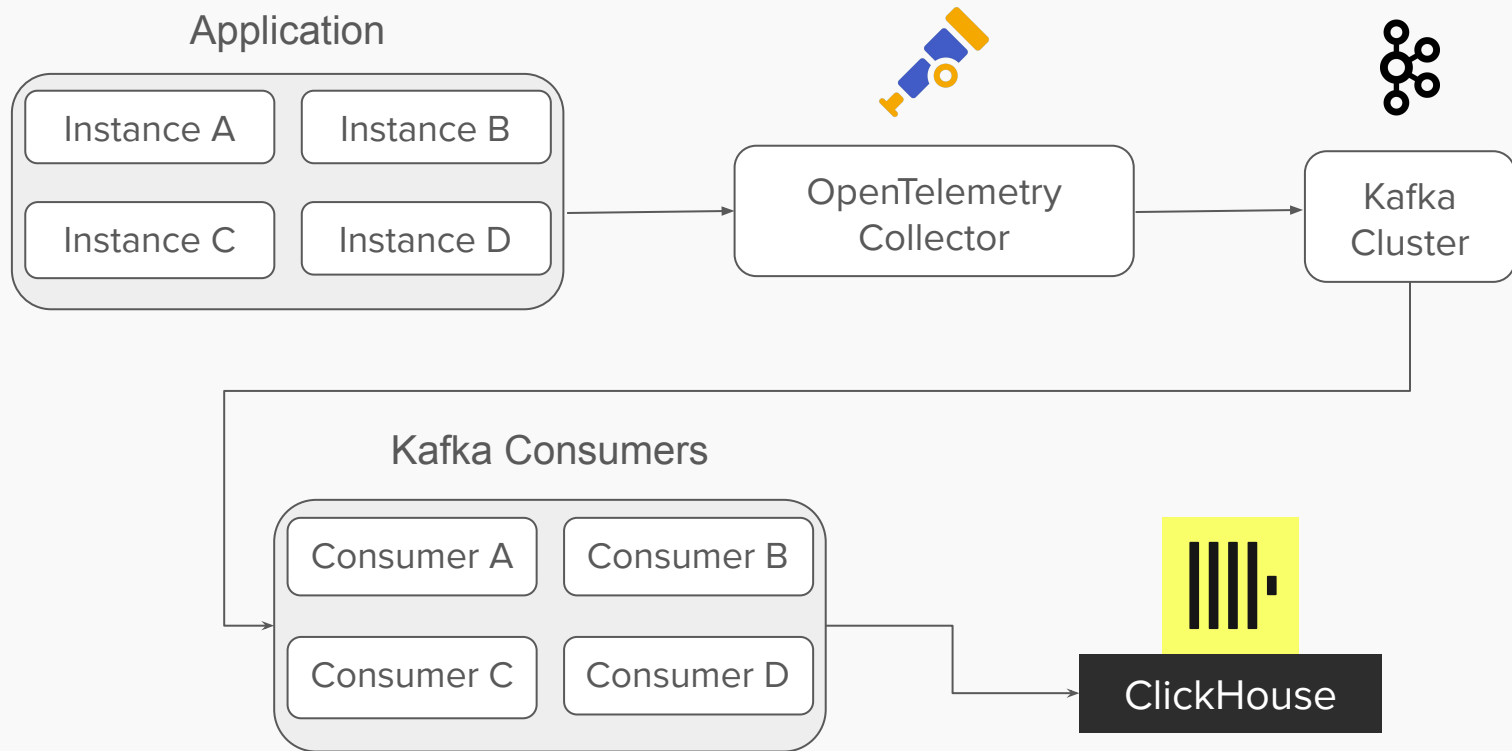 Application
Instance A
Instance B
Instance C
Instance D
OpenTelemetry
Collector
Kafka
Cluster
Kafka Consumers
Consumer A
Consumer B
Consumer C
Consumer D
ClickHouse